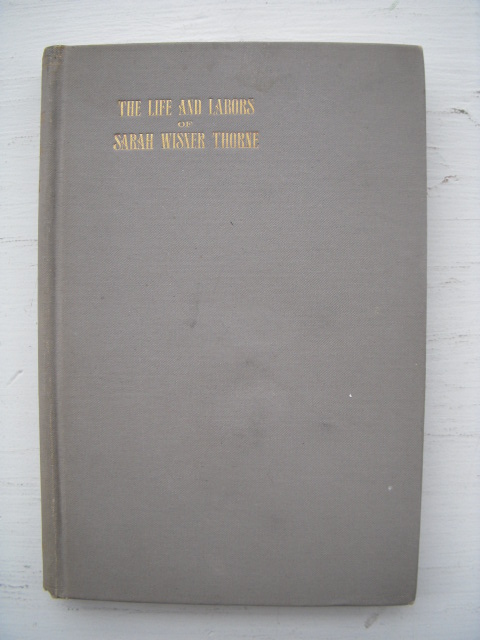 THE LIFE AND LABORS
OF
SARAH WISNER THORNE